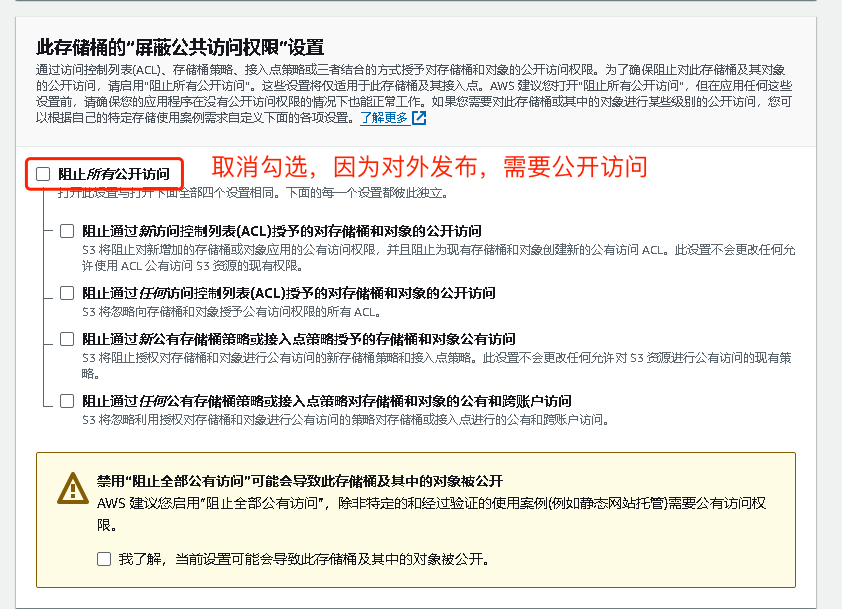 此存储桶的“屏蔽公共访问权限”设置
通过访问控制列表(ACL)、存储桶策略、接入点策略或三者结合的方式授予对存储桶和对象的公开访问权限。为了确保阻止对此存储桶及其对象
的公开访问，请启用"阻止所有公开访问"。这些设置将仅适用于此存储桶及其接入点。AWS 建议您打开"阻止所有公开访问"，但在应用任何这些
设置前，请确保您的应用程序在没有公开访问权限的情况下也能正常工作。如果您需要对此存储桶或其中的对象进行某些级别的公开访问，您可
以根据自己的特定存储使用案例需求自定义下面的各项设置。了解更多
阻止所有公开访问 取消勾选，因为对外发布，需要公开访问
打开此设置与打开下面全部四个设置相同。下面的每一个设置都彼此独立。
阻止通过新访问控制列表(ACL)授予的对存储桶和对象的公开访问
S3 将阻止对新增加的存储桶或对象应用的公有访问权限，并且阻止为现有存储桶和对象创建新的公有访问 ACL。此设置不会更改任何允
许使用 ACL 公有访问 S3 资源的现有权限。
阻止通过任何访问控制列表(ACL)授予的对存储桶和对象的公开访问
S3 将忽略向存储桶和对象授予公有访问权限的所有 ACL。
阻止通过新公有存储桶策略或接入点策略授予的存储桶和对象公有访问
S3 将阻止授权对存储桶和对象进行公有访问的新存储桶策略和接入点策略。此设置不会更改任何允许对 S3 资源进行公有访问的现有策
略。
阻止通过任何公有存储桶策略或接入点策略对存储桶和对象的公有和跨账户访问
S3 将忽略利用授权对存储桶和对象进行公有访问的策略对存储桶或接入点进行的公有和跨账户访问。
禁用“阻止全部公有访问”可能会导致此存储桶及其中的对象被公开
AWS 建议您启用“阻止全部公有访问”，除非特定的和经过验证的使用案例(例如静态网站托管)需要公有访问权
限。
我了解，当前设置可能会导致此存储桶及其中的对象被公开。